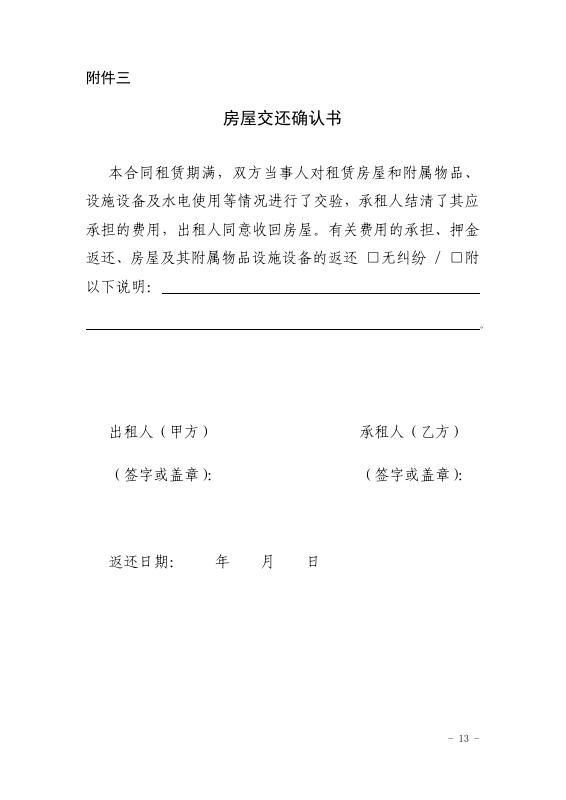 附件三
房屋交还确认书
本合同租赁期满，双方当事人对租赁房屋和附属物品、
设施设备及水电使用等情况进行了交验，承租人结清了其应
承担的费用，出租人同意收回房屋。有关费用的承担、押金
返还、房屋及其附属物品设施设备的返还 □无纠纷 / □附
以下说明：
。
出租人（甲方） 承租人（乙方）
（签字或盖章）： （签字或盖章）：
返还日期： 年 月 日
- 13 -